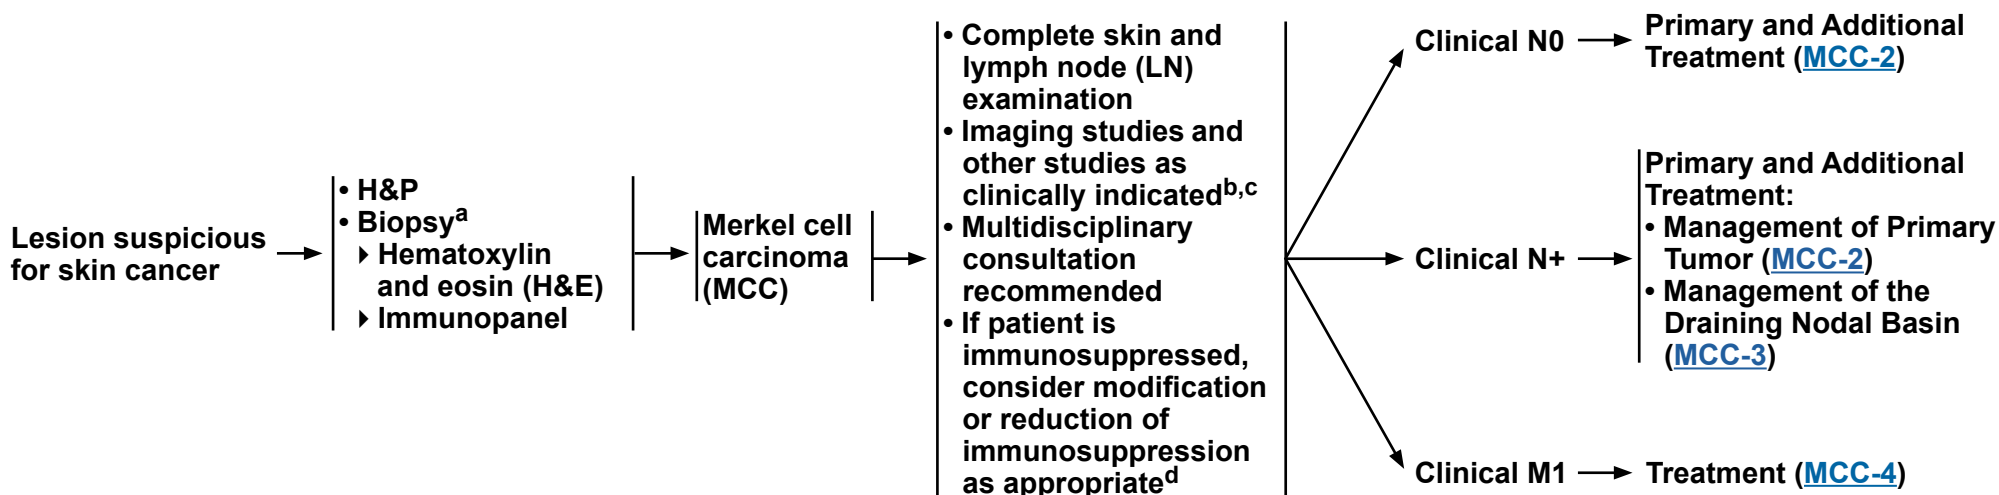 Lesion suspicious
for skin cancer
• H&P
• Biopsya
▸ Hematoxylin
and eosin (H&E)
▸ Immunopanel
Merkel cell
carcinoma
(MCC)
• Complete skin and
lymph node (LN)
examination
• Imaging studies and
other studies as
clinically indicatedb,c
• Multidisciplinary
consultation
recommended
• If patient is
immunosuppressed,
consider modification
or reduction of
immunosuppression
as appropriated
Clinical N0
Primary and Additional
Treatment (MCC-2)
Clinical N+
Primary and Additional
Treatment:
• Management of Primary
Tumor (MCC-2)
• Management of the
Draining Nodal Basin
(MCC-3)
Clinical M1
Treatment (MCC-4)